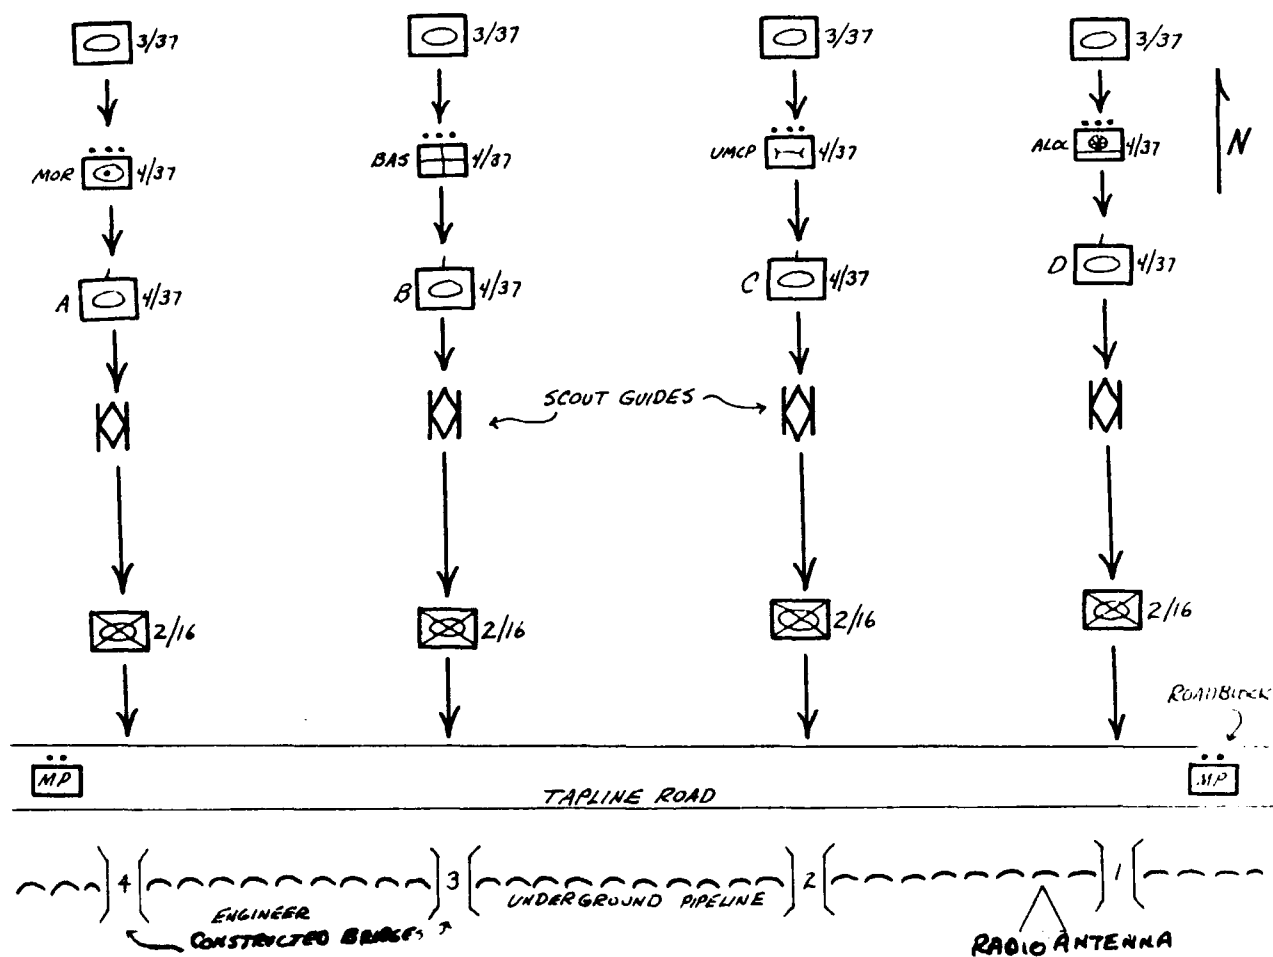 3/37 3/37 3/37 3/37
MOR 4/37 BAS 4/37 UMCP 4/37 ALOC 4/37
N
A 4/37 B 4/37 C 4/37 D 4/37
SCOUT GUIDES
2/16 2/16 2/16 2/16
ROADBLOCK
MP MP
TAPLINE ROAD
4 3 2 1
UNDERGROUND PIPELINE
ENGINEER
CONSTRICTED BRIDGES
RADIO ANTENNA